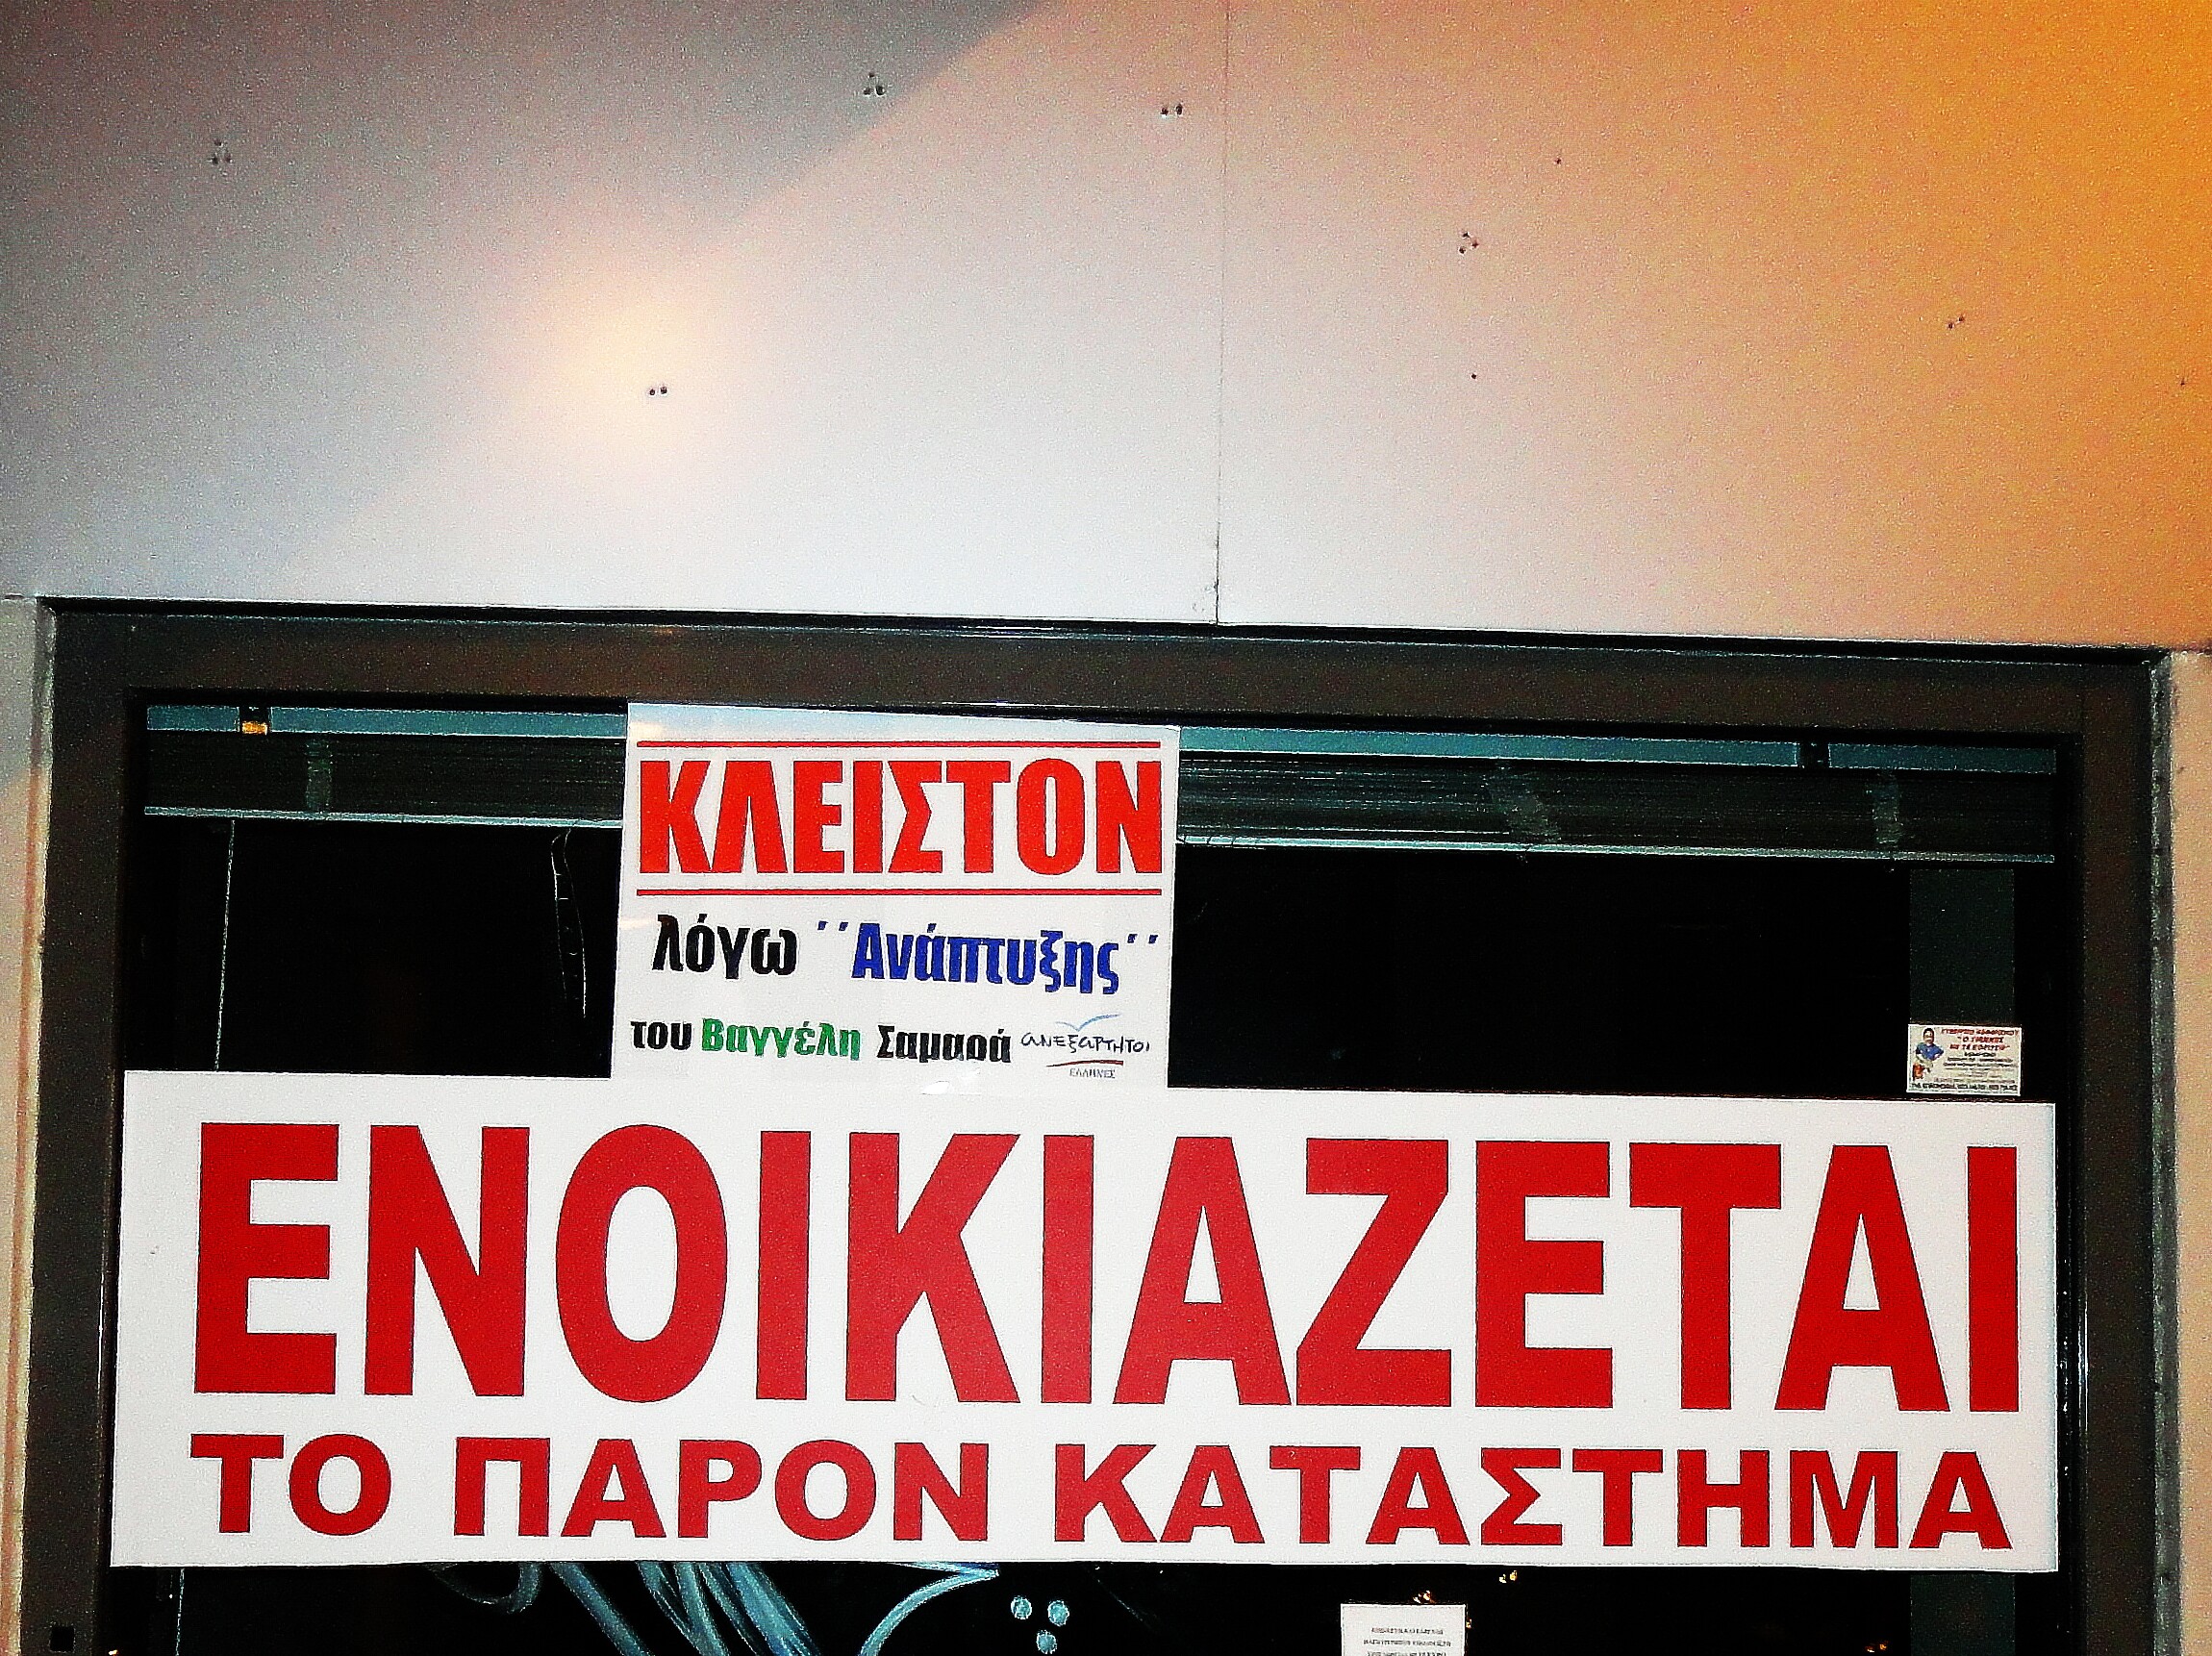 ΚΛΕΙΣΤΟΝ
λόγω ΄΄Ανάπτυξης΄΄
του Βαγγέλη Σαμαρά ανεξαρτητοι
ΕΛΛΗΝΕΣ
ΕΝΟΙΚΙΑΖΕΤΑΙ
ΤΟ ΠΑΡΟΝ ΚΑΤΑΣΤΗΜΑ